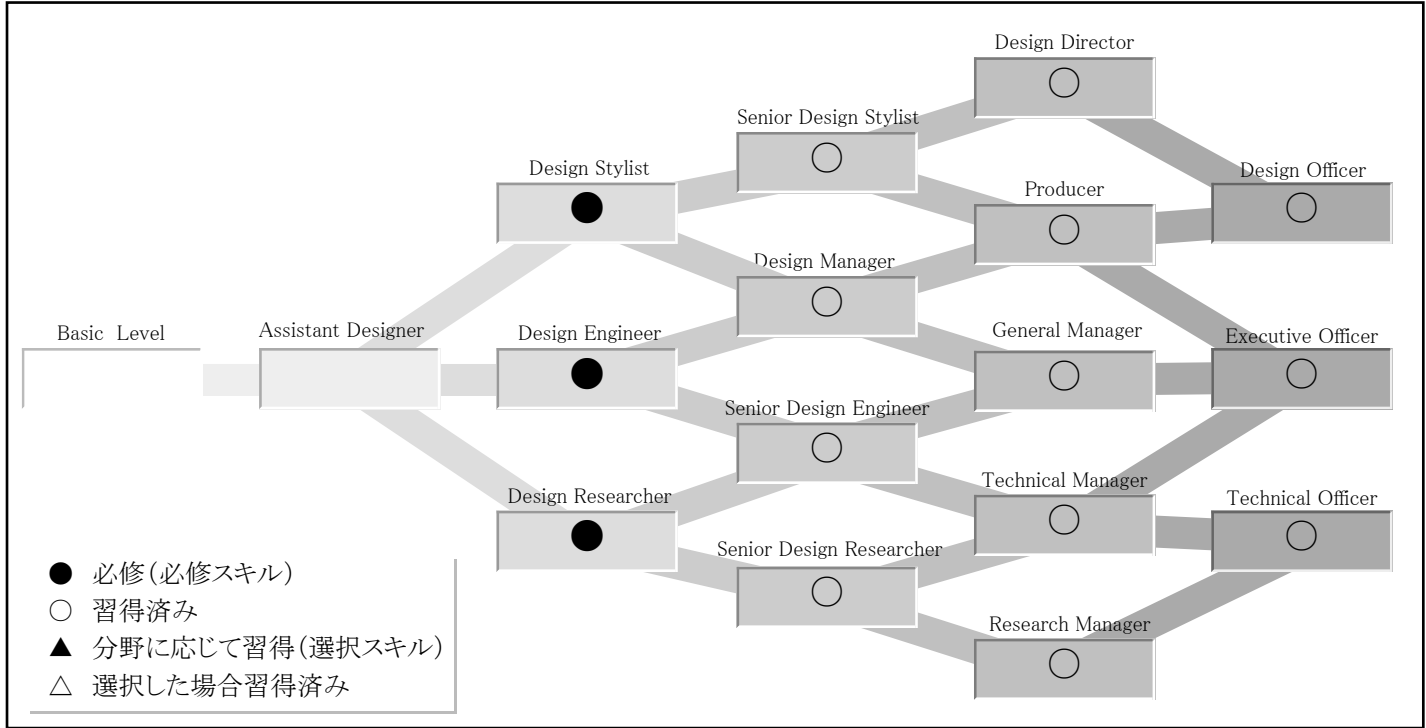 Design Director
Senior Design Stylist
Design Stylist
Design Officer
Producer
Design Manager
Basic Level
Assistant Designer
Design Engineer
General Manager
Executive Officer
Senior Design Engineer
Design Researcher
Technical Manager
Technical Officer
Senior Design Researcher
Research Manager
● 必修(必修スキル)
○ 習得済み
▲ 分野に応じて習得(選択スキル)
△ 選択した場合習得済み